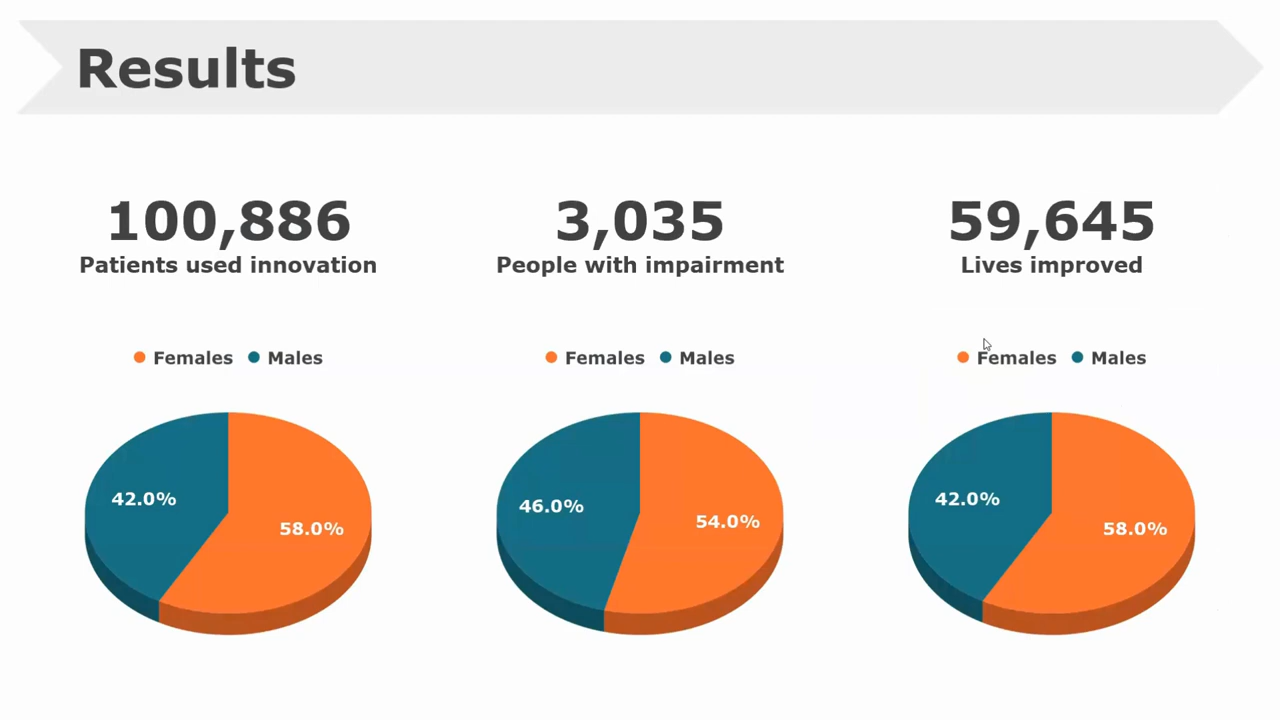 Results
100,886
Patients used innovation
3,035
People with impairment
59,645
Lives improved
Females Males
42.0%
58.0%
Females Males
46.0%
54.0%
Females Males
42.0%
58.0%